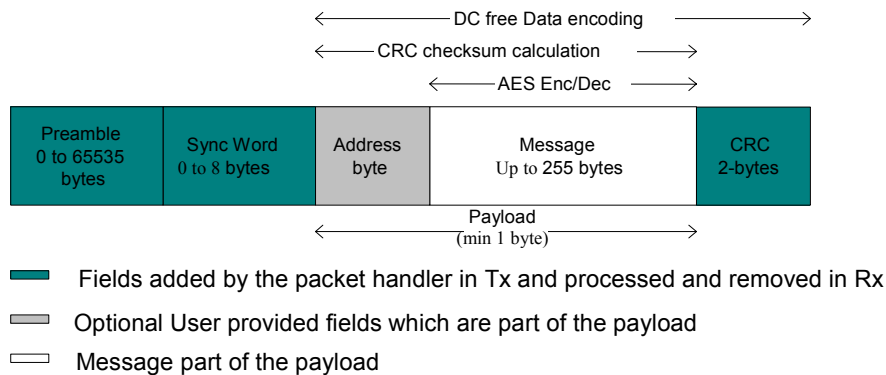 DC free Data encoding
CRC checksum calculation
AES Enc/Dec
Preamble
0 to 65535
bytes
Sync Word
0 to 8 bytes
Address
byte
Message
Up to 255 bytes
CRC
2-bytes
Payload
(min 1 byte)
Fields added by the packet handler in Tx and processed and removed in Rx
Optional User provided fields which are part of the payload
Message part of the payload